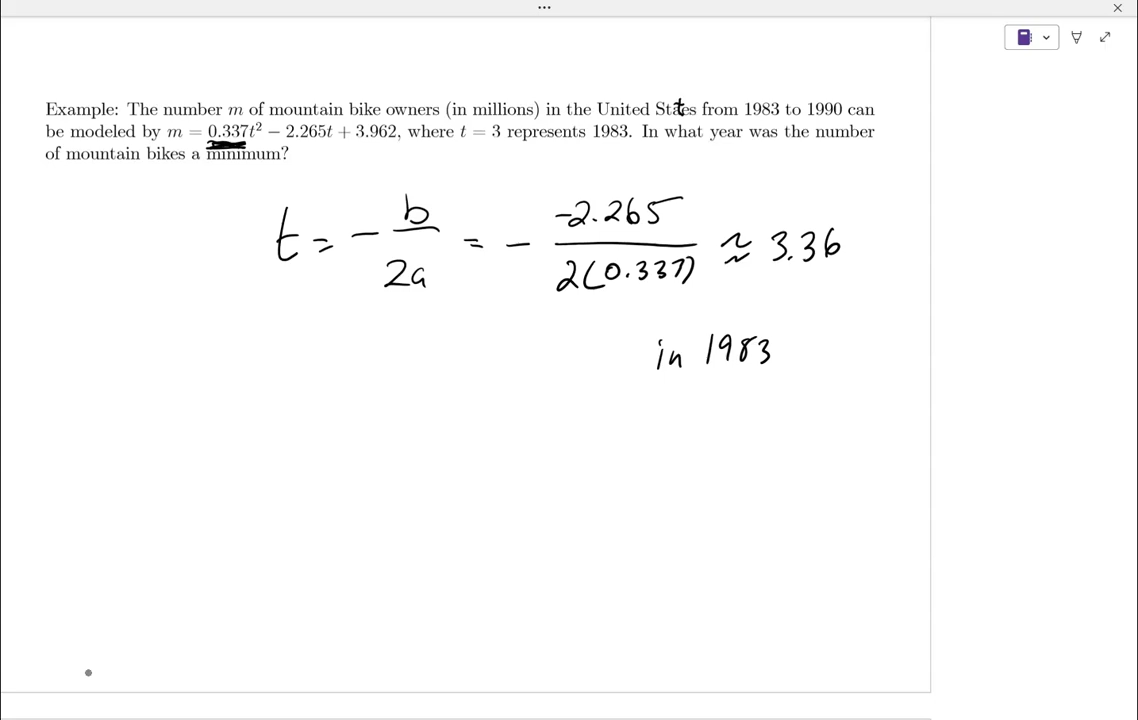 Example: The number m of mountain bike owners (in millions) in the United States from 1983 to 1990 can
be modeled by m = 0.337t² − 2.265t + 3.962, where t = 3 represents 1983. In what year was the number
of mountain bikes a minimum?
t = − b/2a = − −2.265/2(0.337) ≈ 3.36
in 1983